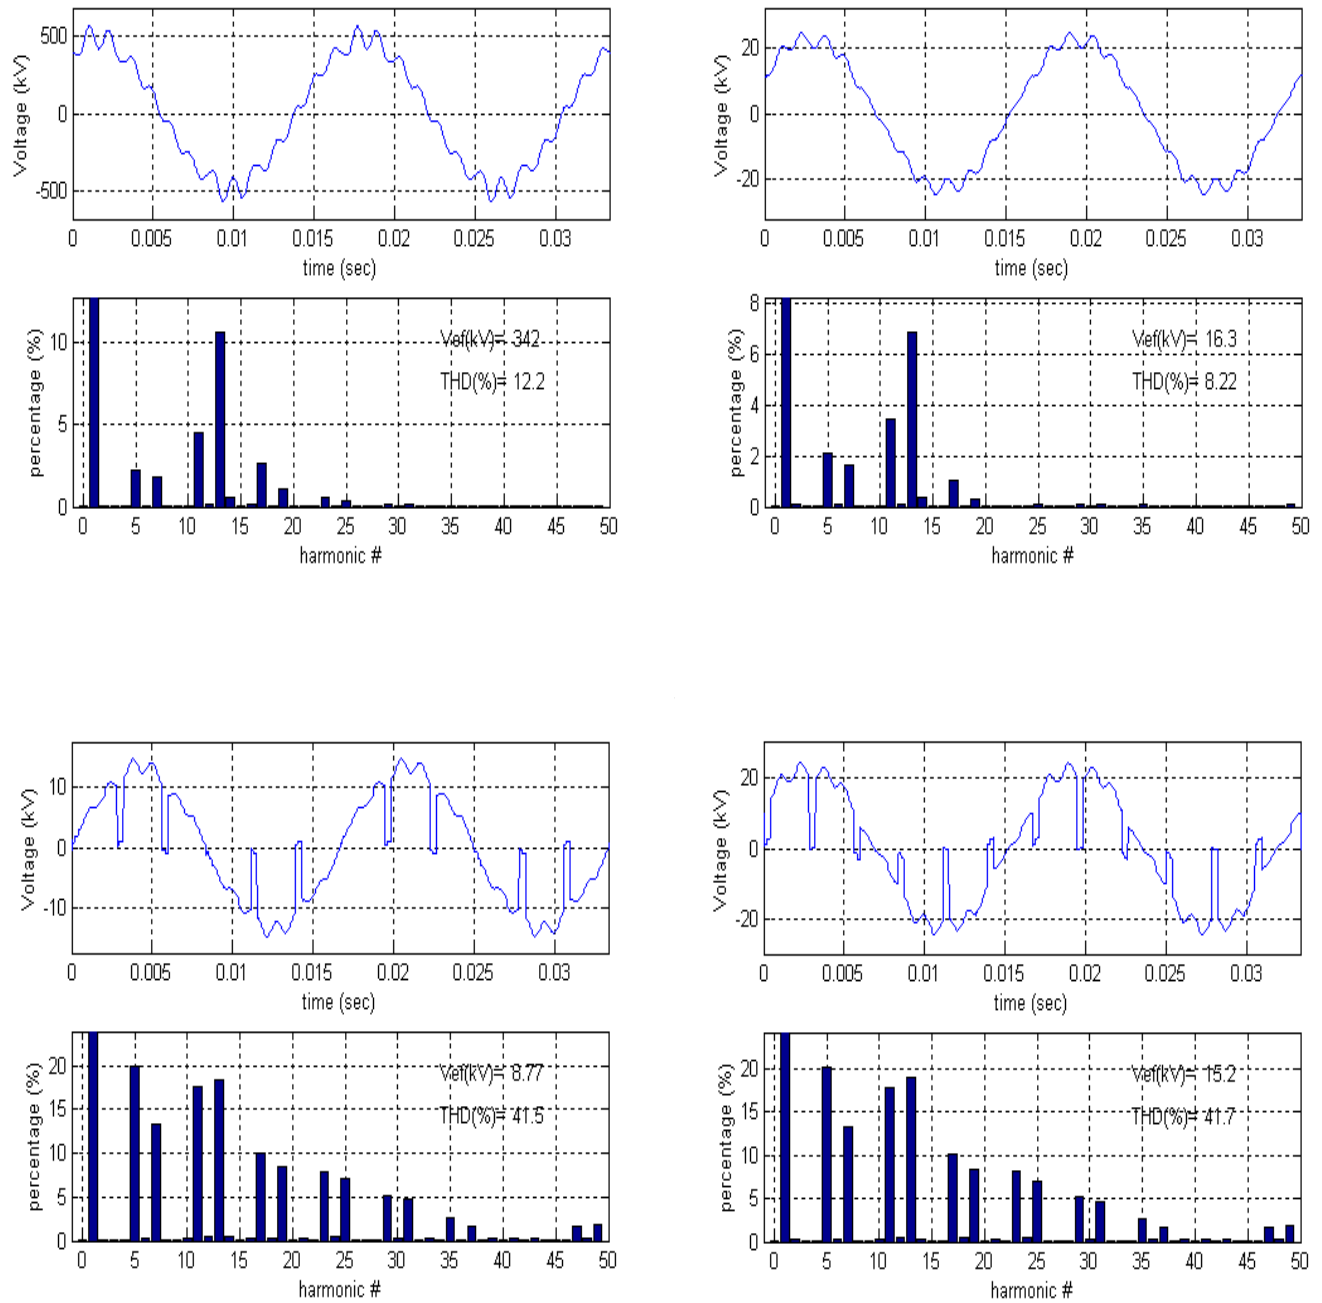 Voltage (kV)
500
0
-500
0 0.005 0.01 0.015 0.02 0.025 0.03
time (sec)
percentage (%)
10
5
0
Vef(kV)= 342
THD(%)= 12.2
0 5 10 15 20 25 30 35 40 45 50
harmonic #
Voltage (kV)
20
0
-20
0 0.005 0.01 0.015 0.02 0.025 0.03
time (sec)
percentage (%)
8
6
4
2
0
Vef(kV)= 16.3
THD(%)= 8.22
0 5 10 15 20 25 30 35 40 45 50
harmonic #
Voltage (kV)
10
0
-10
0 0.005 0.01 0.015 0.02 0.025 0.03
time (sec)
percentage (%)
20
15
10
5
0
Vef(kV)= 8.77
THD(%)= 41.5
0 5 10 15 20 25 30 35 40 45 50
harmonic #
Voltage (kV)
20
0
-20
0 0.005 0.01 0.015 0.02 0.025 0.03
time (sec)
percentage (%)
20
15
10
5
0
Vef(kV)= 15.2
THD(%)= 41.7
0 5 10 15 20 25 30 35 40 45 50
harmonic #